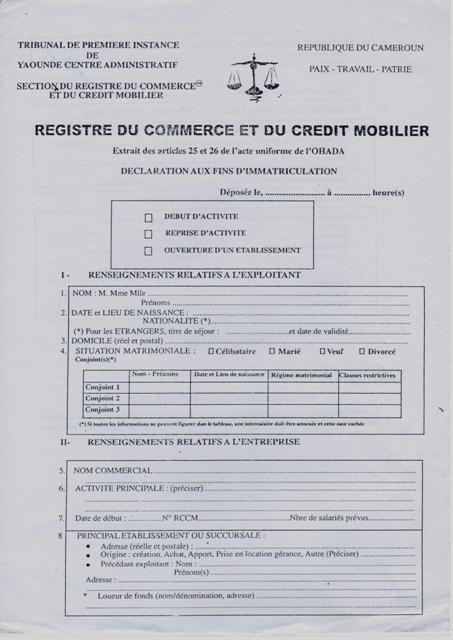 TRIBUNAL DE PREMIERE INSTANCE
DE
YAOUNDE CENTRE ADMINISTRATIF
SECTION DU REGISTRE DU COMMERCE
ET DU CREDIT MOBILIER
REPUBLIQUE DU CAMEROUN
PAIX - TRAVAIL - PATRIE
REGISTRE DU COMMERCE ET DU CREDIT MOBILIER
Extrait des articles 25 et 26 de l'acte uniforme de l'OHADA
DECLARATION AUX FINS D'IMMATRICULATION
Déposée le, ........................... à ................ heure(s)
DEBUT D'ACTIVITE
REPRISE D'ACTIVITE
OUVERTURE D'UN ETABLISSEMENT
I - RENSEIGNEMENTS RELATIFS A L'EXPLOITANT
1. NOM : M. Mme Mlle ................................................
Prénoms ................................................
2. DATE et LIEU DE NAISSANCE : ................................................
NATIONALITE (*)................................................
(*) Pour les ETRANGERS, titre de séjour : ........................et date de validité........................
3. DOMICILE (réel et postal) ................................................
4. SITUATION MATRIMONIALE : □ Célibataire □ Marié □ Veuf □ Divorcé
Conjoint(s)(*)
Nom - Prénoms Date et Lieu de naissance Régime matrimonial Clauses restrictives
Conjoint 1
Conjoint 2
Conjoint 3
(*) Si toutes les informations ne peuvent figurer dan le tableau, une intercalaire doit être annexée et cette case cochée
II- RENSEIGNEMENTS RELATIFS A L'ENTREPRISE
5. NOM COMMERCIAL ................................................
6. ACTIVITE PRINCIPALE : (préciser)................................................
7. Date de début : ............N° RCCM........................Nbre de salariés prévus........................
8 PRINCIPAL ETABLISSEMENT OU SUCCURSALE :
• Adresse (réelle et postale) : ................................................
• Origine : création, Achat, Apport, Prise en location gérance, Autre (Préciser) ........................
• Précédant exploitant : Nom : ................................................
Prénom(s) ................................................
Adresse : ................................................
* Loueur de fonds (nom/dénomination, adresse) ................................................